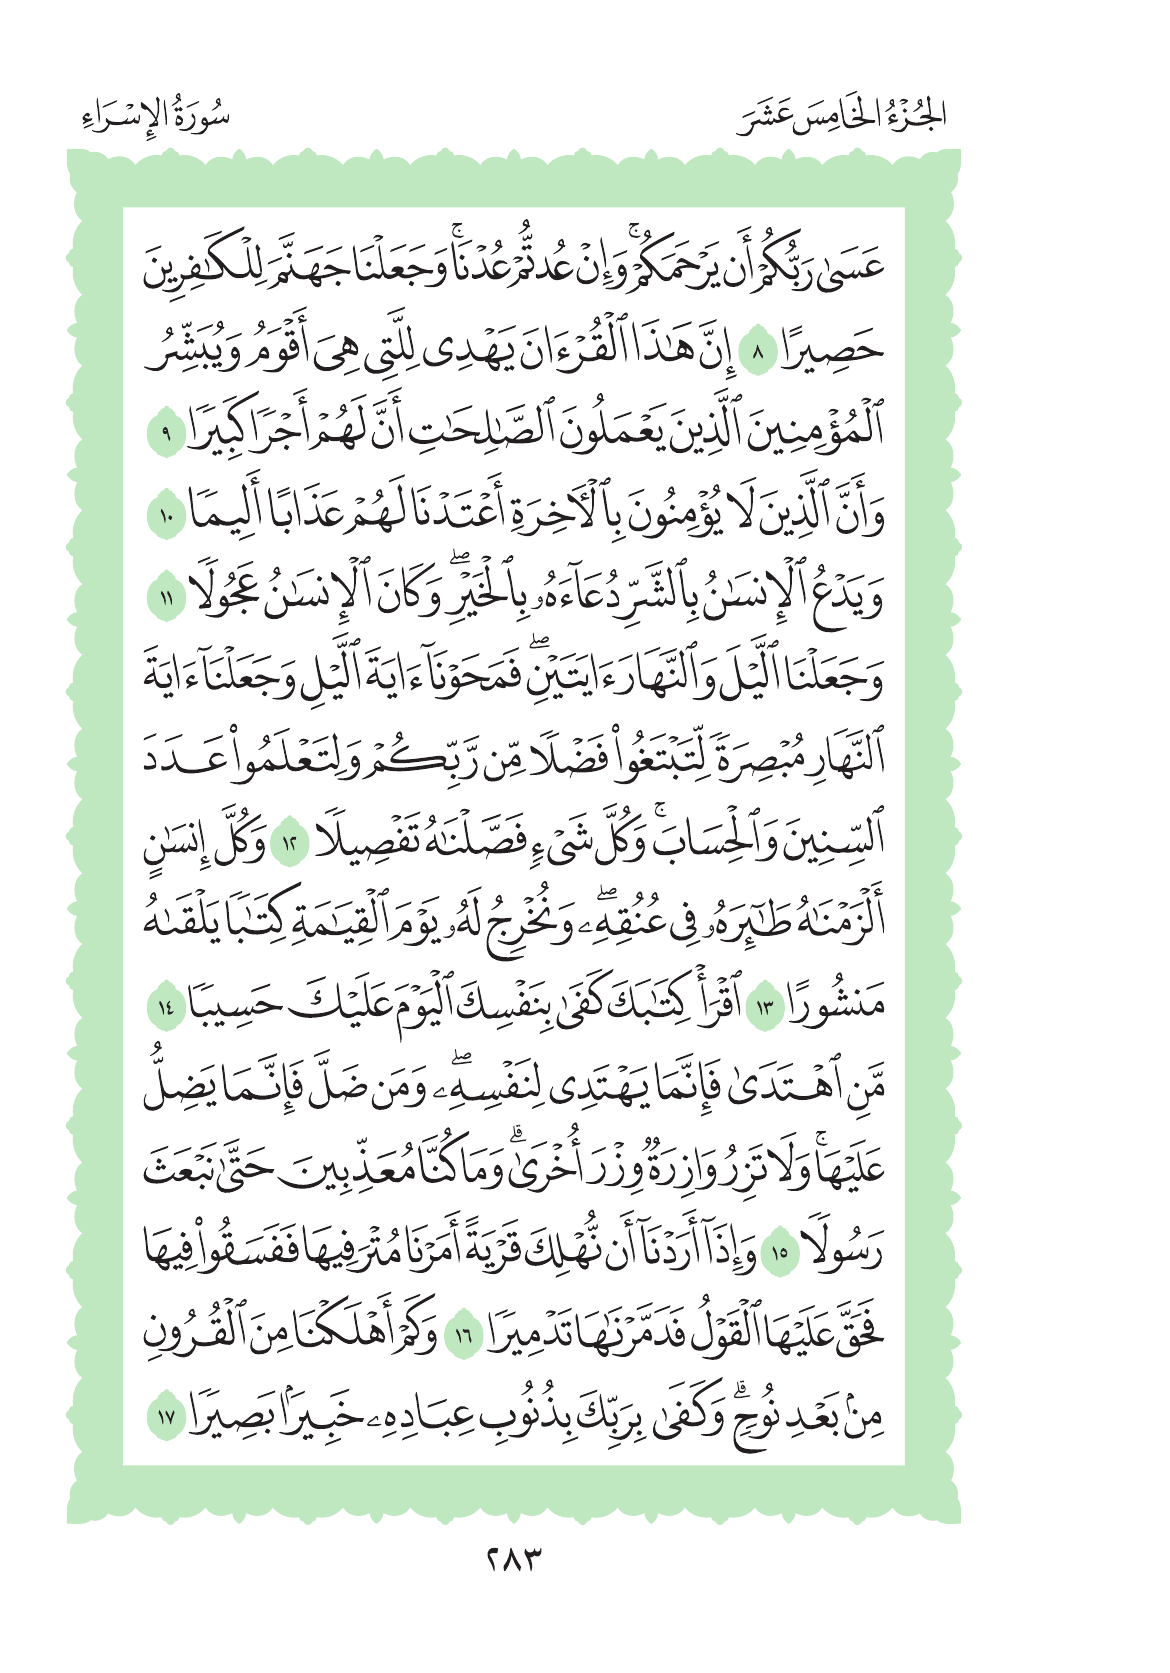 الجُزْءُ الخَامِسَ عَشَرَ
سُورَةُ الإِسْرَاءِ
عَسَىٰ رَبُّكُمْ أَن يَرْحَمَكُمْۚ وَإِنْ عُدتُّمْ عُدْنَاۚ وَجَعَلْنَا جَهَنَّمَ لِلْكَٰفِرِينَ
حَصِيرًا ٨ إِنَّ هَٰذَا ٱلْقُرْءَانَ يَهْدِى لِلَّتِى هِىَ أَقْوَمُ وَيُبَشِّرُ
ٱلْمُؤْمِنِينَ ٱلَّذِينَ يَعْمَلُونَ ٱلصَّٰلِحَٰتِ أَنَّ لَهُمْ أَجْرًا كَبِيرًا ٩
وَأَنَّ ٱلَّذِينَ لَا يُؤْمِنُونَ بِٱلْأَخِرَةِ أَعْتَدْنَا لَهُمْ عَذَابًا أَلِيمًا ١٠
وَيَدْعُ ٱلْإِنسَٰنُ بِٱلشَّرِّ دُعَآءَهُۥ بِٱلْخَيْرِۖ وَكَانَ ٱلْإِنسَٰنُ عَجُولًا ١١
وَجَعَلْنَا ٱلَّيْلَ وَٱلنَّهَارَ ءَايَتَيْنِۖ فَمَحَوْنَآ ءَايَةَ ٱلَّيْلِ وَجَعَلْنَآ ءَايَةَ
ٱلنَّهَارِ مُبْصِرَةً لِّتَبْتَغُوا۟ فَضْلًا مِّن رَّبِّكُمْ وَلِتَعْلَمُوا۟ عَدَدَ
ٱلسِّنِينَ وَٱلْحِسَابَۚ وَكُلَّ شَىْءٍ فَصَّلْنَٰهُ تَفْصِيلًا ١٢ وَكُلَّ إِنسَٰنٍ
أَلْزَمْنَٰهُ طَٰٓئِرَهُۥ فِى عُنُقِهِۦۖ وَنُخْرِجُ لَهُۥ يَوْمَ ٱلْقِيَٰمَةِ كِتَٰبًا يَلْقَىٰهُ
مَنشُورًا ١٣ ٱقْرَأْ كِتَٰبَكَ كَفَىٰ بِنَفْسِكَ ٱلْيَوْمَ عَلَيْكَ حَسِيبًا ١٤
مَّنِ ٱهْتَدَىٰ فَإِنَّمَا يَهْتَدِى لِنَفْسِهِۦۖ وَمَن ضَلَّ فَإِنَّمَا يَضِلُّ
عَلَيْهَاۚ وَلَا تَزِرُ وَازِرَةٌ وِزْرَ أُخْرَىٰۗ وَمَا كُنَّا مُعَذِّبِينَ حَتَّىٰ نَبْعَثَ
رَسُولًا ١٥ وَإِذَآ أَرَدْنَآ أَن نُّهْلِكَ قَرْيَةً أَمَرْنَا مُتْرَفِيهَا فَفَسَقُوا۟ فِيهَا
فَحَقَّ عَلَيْهَا ٱلْقَوْلُ فَدَمَّرْنَٰهَا تَدْمِيرًا ١٦ وَكَمْ أَهْلَكْنَا مِنَ ٱلْقُرُونِ
مِنۢ بَعْدِ نُوحٍۗ وَكَفَىٰ بِرَبِّكَ بِذُنُوبِ عِبَادِهِۦ خَبِيرًۢا بَصِيرًا ١٧
٢٨٣